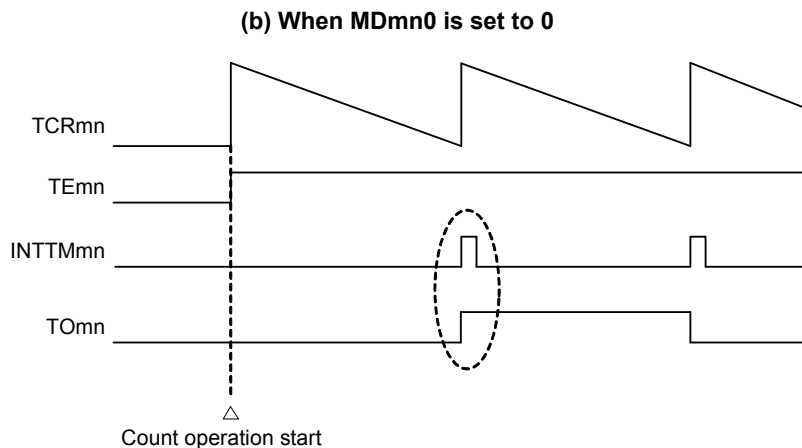 (b) When MDmn0 is set to 0
TCRmn
TEmn
INTTMmn
TOmn
Count operation start